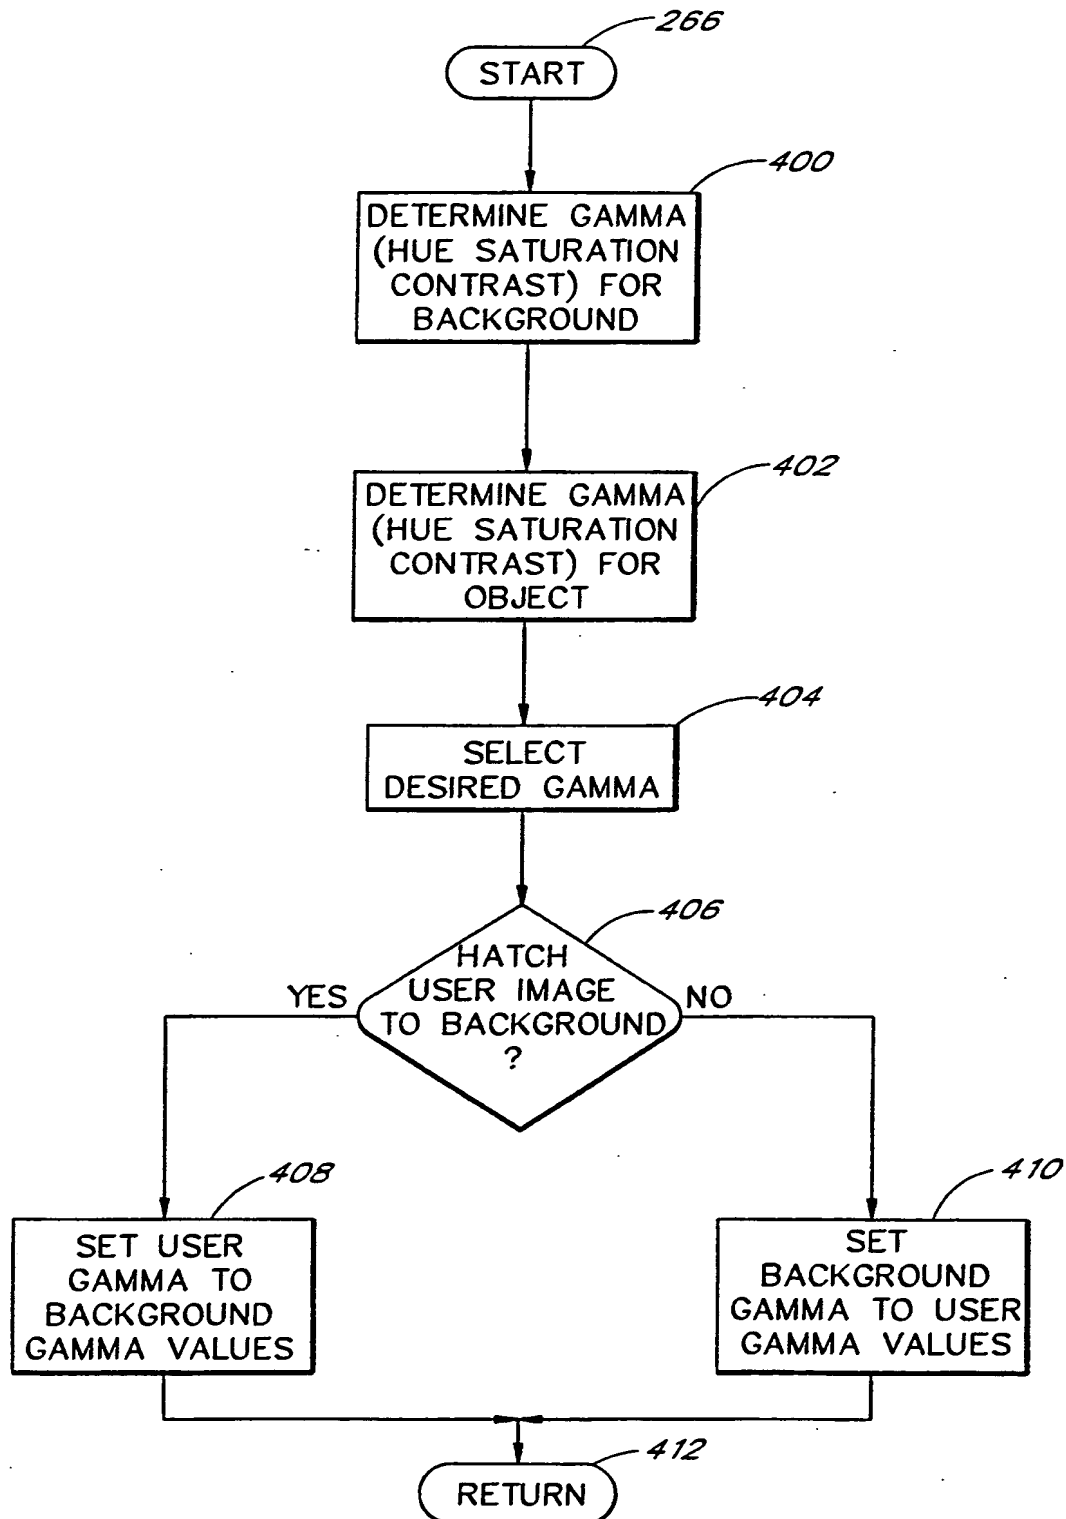 266
START
400
DETERMINE GAMMA
(HUE SATURATION
CONTRAST) FOR
BACKGROUND
402
DETERMINE GAMMA
(HUE SATURATION
CONTRAST) FOR
OBJECT
404
SELECT
DESIRED GAMMA
406
HATCH
USER IMAGE
TO BACKGROUND
?
YES
NO
408
SET USER
GAMMA TO
BACKGROUND
GAMMA VALUES
410
SET
BACKGROUND
GAMMA TO USER
GAMMA VALUES
412
RETURN